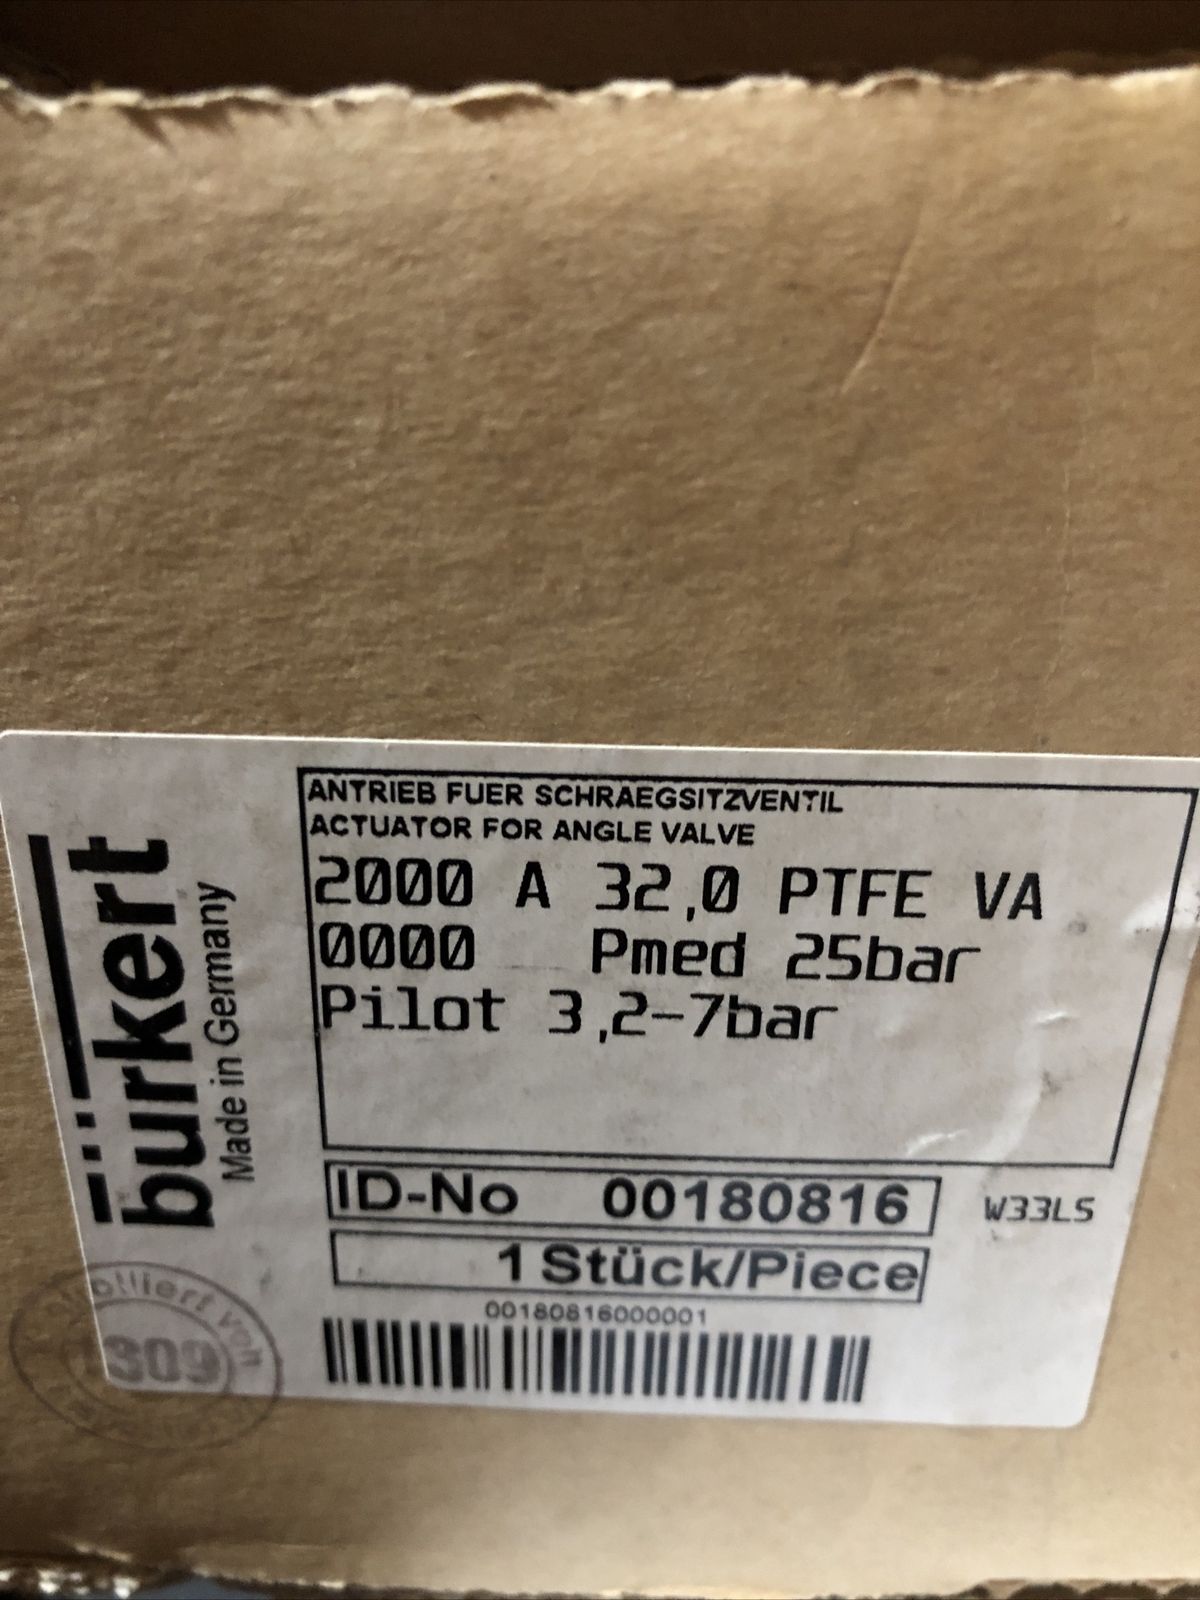 bürkert
Made in Germany
ANTRIEB FUER SCHRAEGSITZVENTIL
ACTUATOR FOR ANGLE VALVE
2000 A 32,0 PTFE VA
0000 Pmed 25bar
Pilot 3,2-7bar
ID-No 00180816
W33LS
1 Stück/Piece
00180816000001
von
309